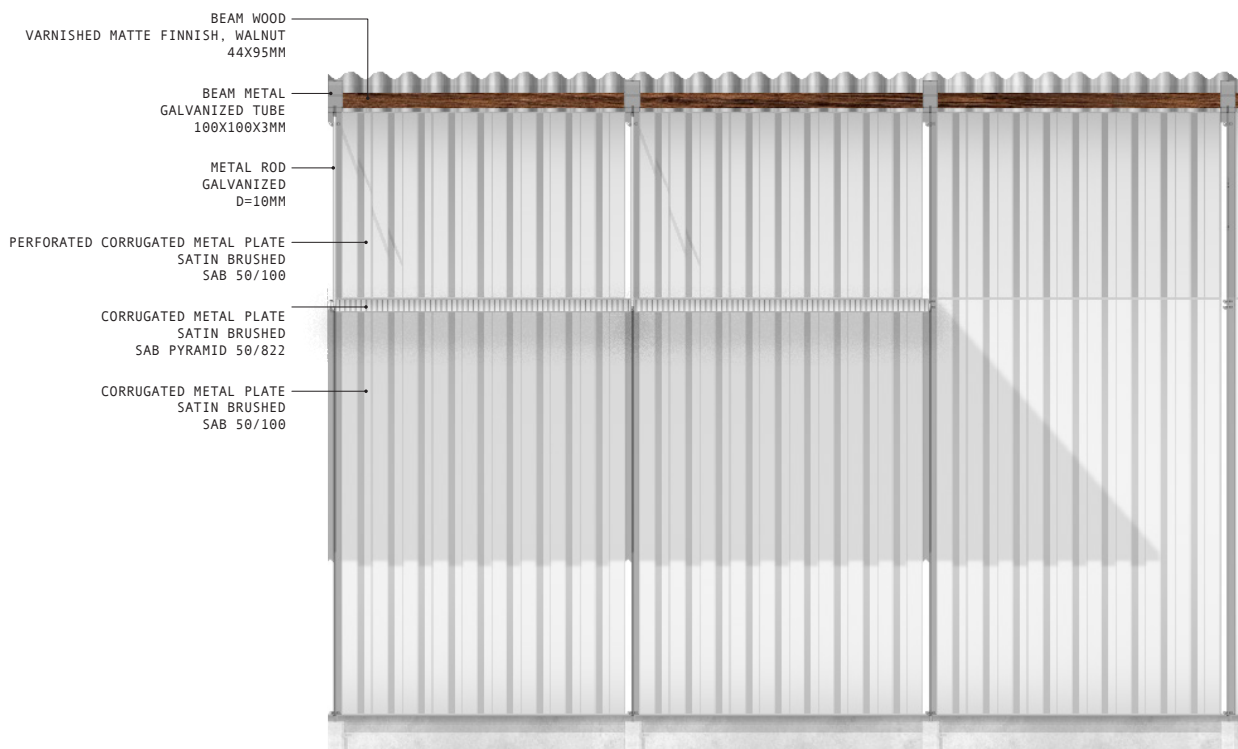 BEAM WOOD
VARNISHED MATTE FINNISH, WALNUT
44X95MM
BEAM METAL
GALVANIZED TUBE
100X100X3MM
METAL ROD
GALVANIZED
D=10MM
PERFORATED CORRUGATED METAL PLATE
SATIN BRUSHED
SAB 50/100
CORRUGATED METAL PLATE
SATIN BRUSHED
SAB PYRAMID 50/822
CORRUGATED METAL PLATE
SATIN BRUSHED
SAB 50/100